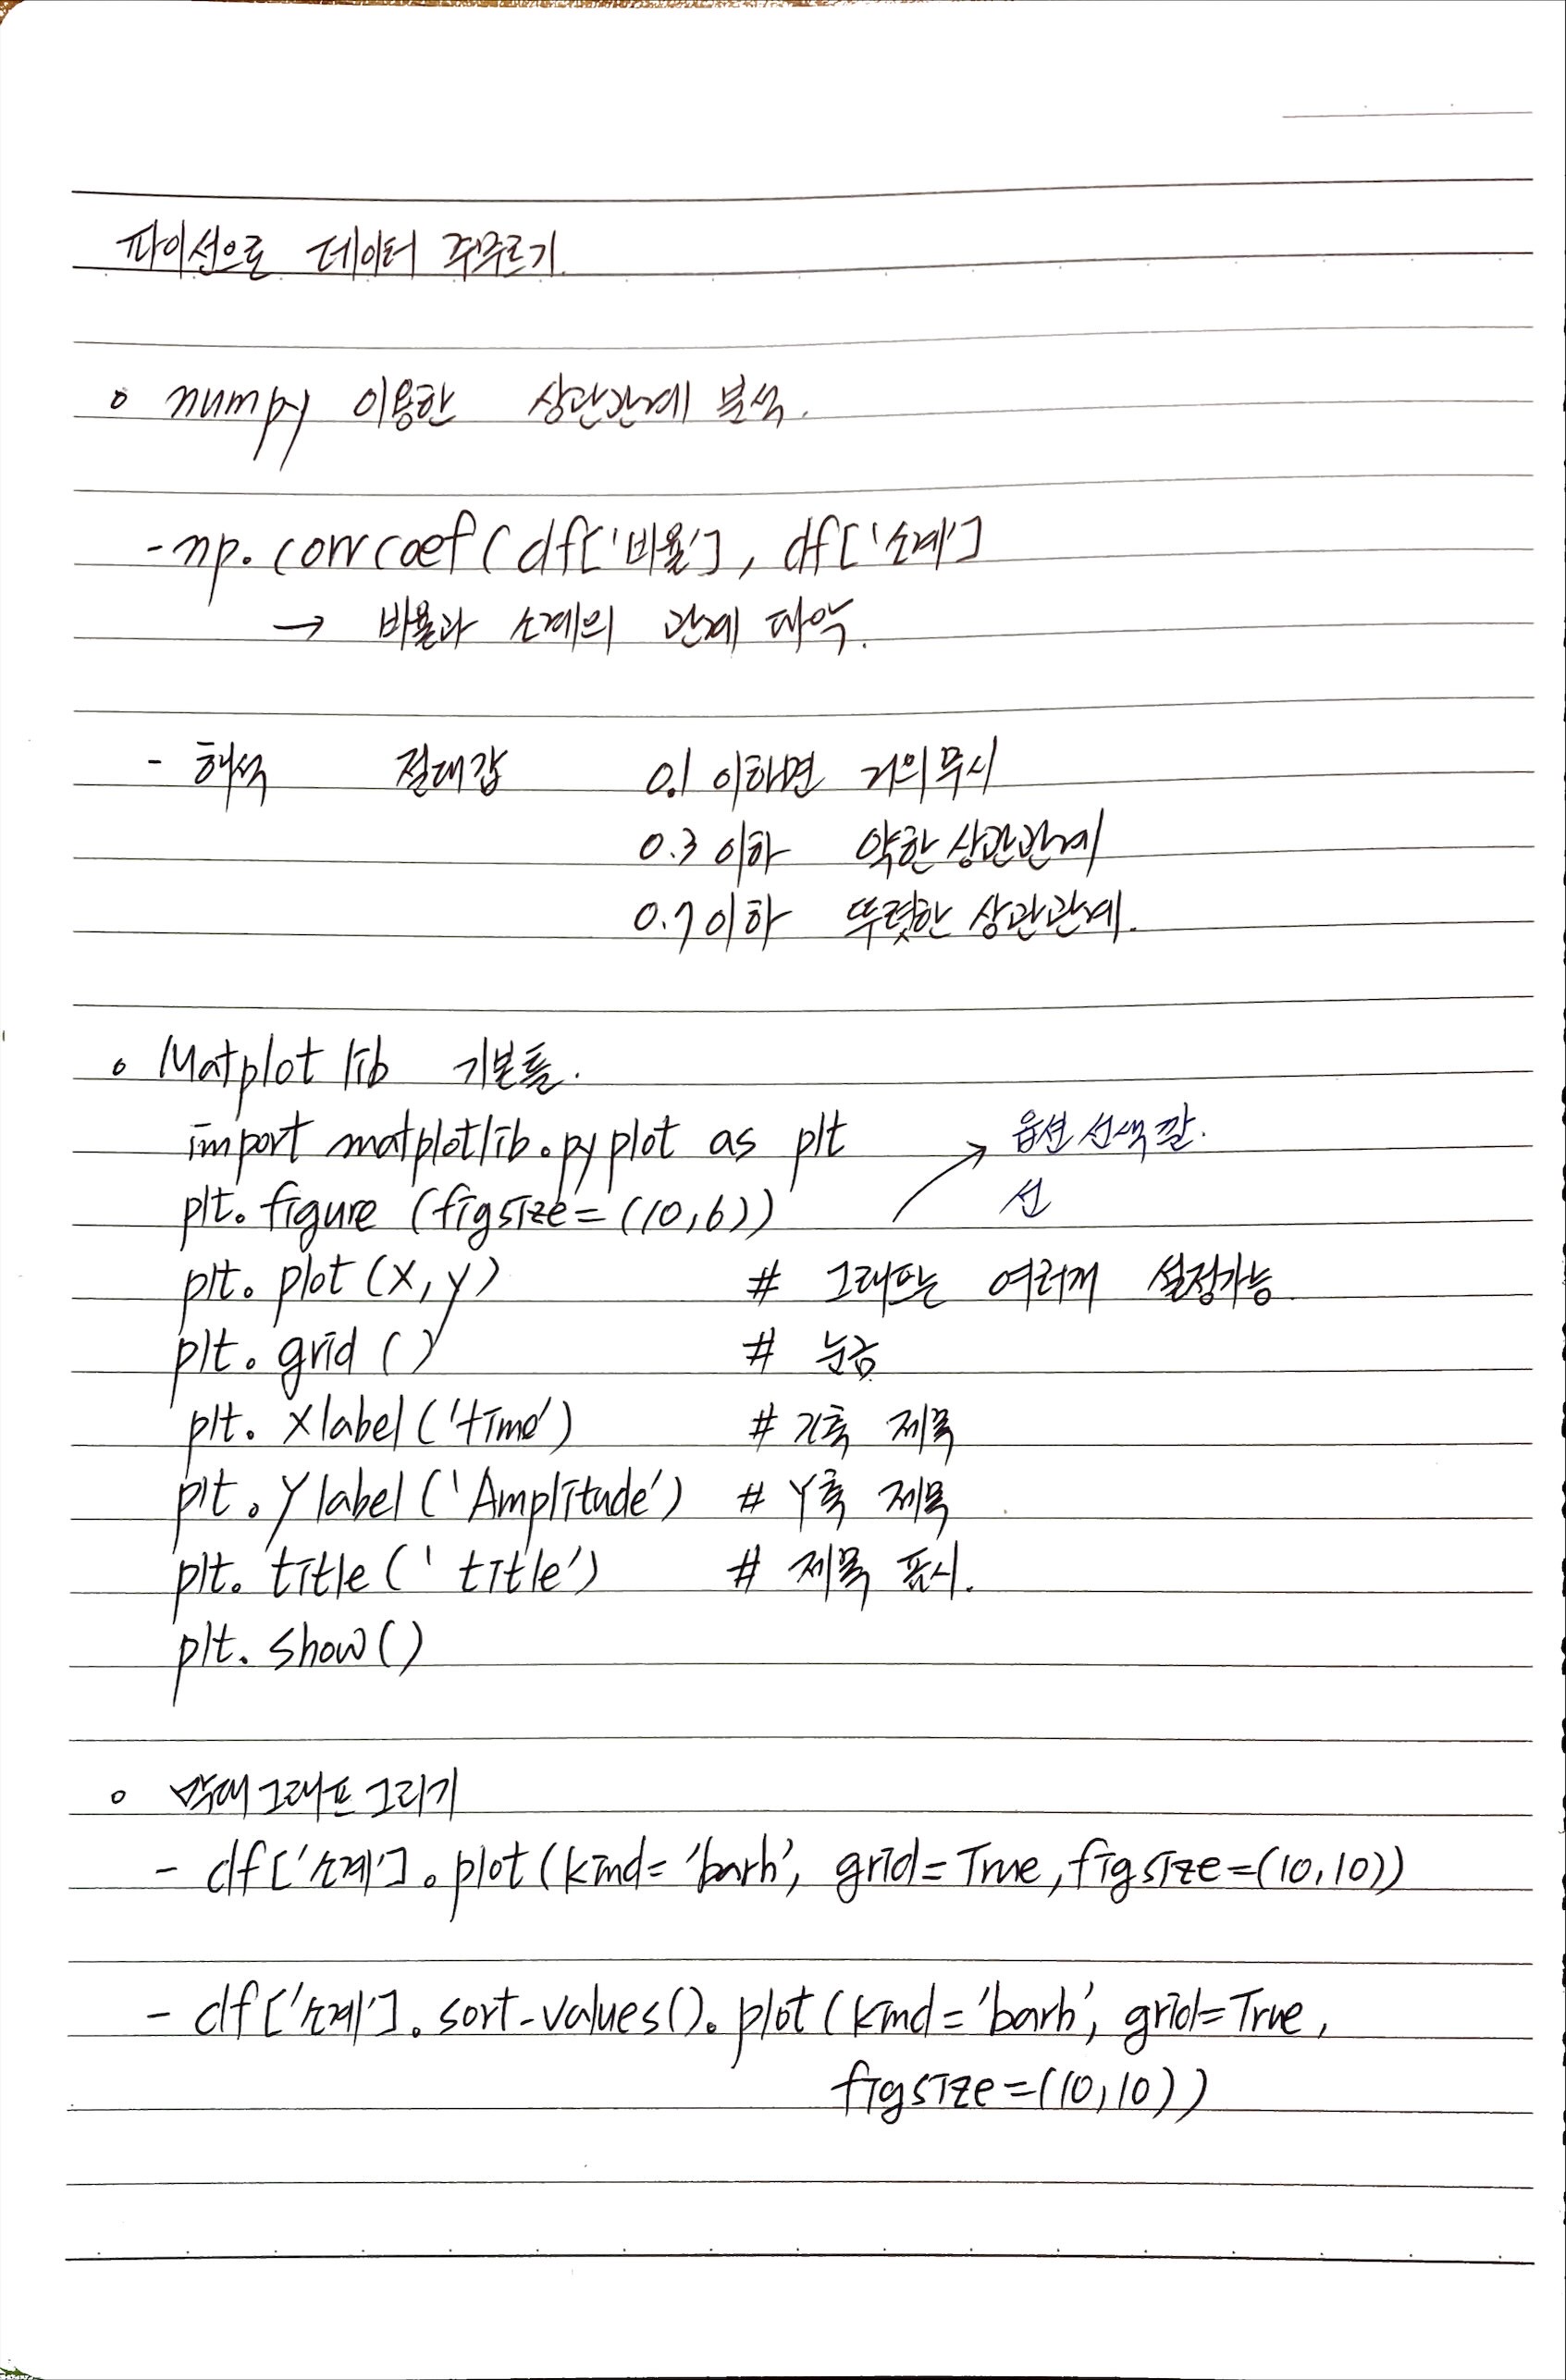 파이선으로 데이터 주무르기
o numpy 이용한 상관관계 분석.
- np.corrcoef(df['비율'], df['소계']
→ 비율과 소계의 관계 파악.
- 해석 절대값 0.1 이하면 거의무시
0.3 이하 약한 상관관계
0.7 이하 뚜렷한 상관관계.
o Matplotlib 기본틀.
import matplotlib.pyplot as plt → 옵션 선색깔.
plt.figure (figsize=(10,6)) 선
plt.plot(x,y) # 그래프는 여러개 설정가능
plt.grid() # 눈금
plt.xlabel('time') # x축 제목
plt.ylabel('Amplitude') # Y축 제목
plt.title('title') # 제목 표시.
plt.show()
o 막대그래프 그리기
- df['소계'].plot(kind='barh', grid=True, figsize=(10,10))
- df['소계'].sort_values().plot(kind='barh', grid=True,
figsize=(10,10))